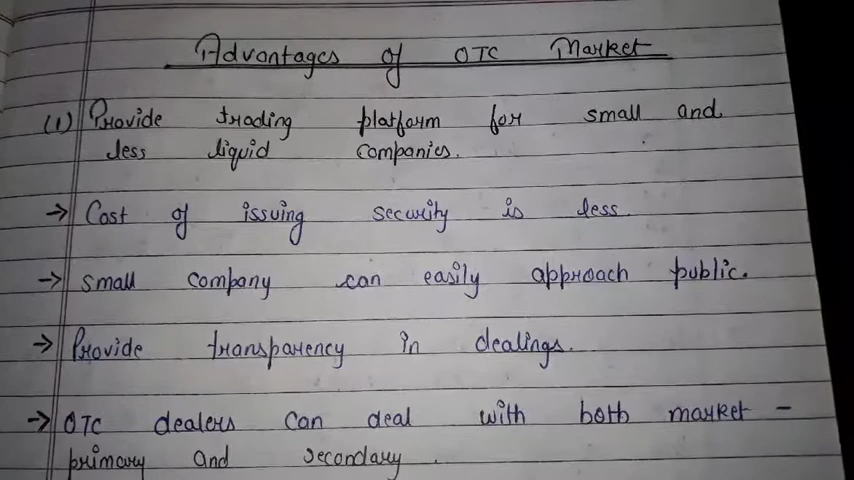 Advantages of OTC Market
(1) Provide trading platform for small and
less liquid companies.
→ Cost of issuing security is less.
→ small company can easily approach public.
→ Provide transparency in dealings.
→ OTC dealers can deal with both market -
primary and secondary.